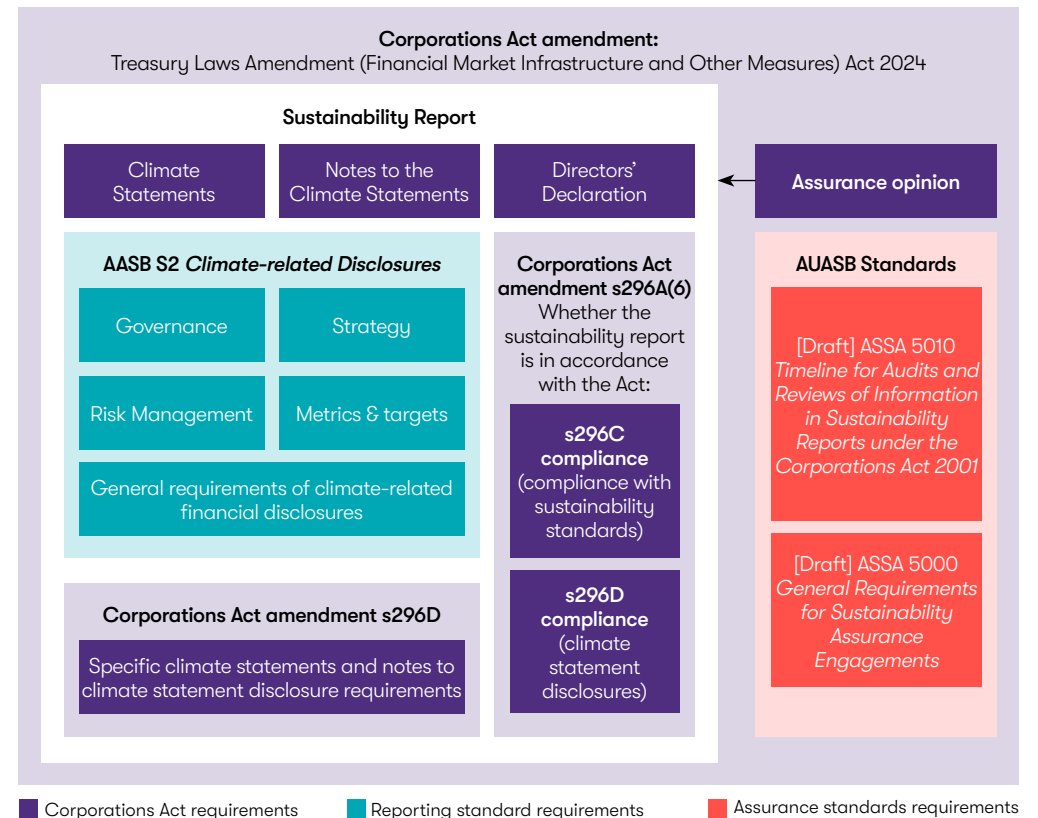 Corporations Act amendment:
Treasury Laws Amendment (Financial Market Infrastructure and Other Measures) Act 2024
Sustainability Report
Climate
Statements
Notes to the
Climate Statements
Directors’
Declaration
Assurance opinion
AASB S2 Climate-related Disclosures
Governance
Strategy
Risk Management
Metrics & targets
General requirements of climate-related
financial disclosures
Corporations Act amendment s296D
Specific climate statements and notes to
climate statement disclosure requirements
Corporations Act
amendment s296A(6)
Whether the
sustainability report
is in accordance
with the Act:
s296C
compliance
(compliance with
sustainability
standards)
s296D
compliance
(climate
statement
disclosures)
AUASB Standards
[Draft] ASSA 5010
Timeline for Audits and
Reviews of Information
in Sustainability
Reports under the
Corporations Act 2001
[Draft] ASSA 5000
General Requirements
for Sustainability
Assurance
Engagements
Corporations Act requirements
Reporting standard requirements
Assurance standards requirements